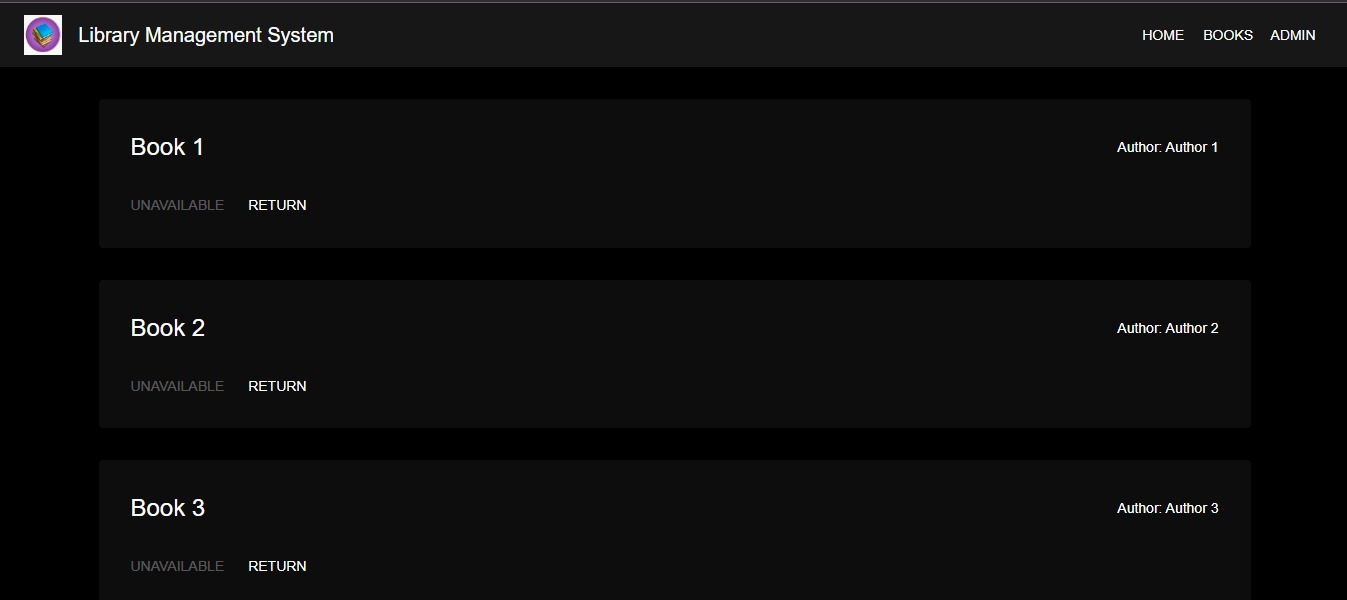 Library Management System HOME BOOKS ADMIN
Book 1 Author: Author 1
UNAVAILABLE RETURN
Book 2 Author: Author 2
UNAVAILABLE RETURN
Book 3 Author: Author 3
UNAVAILABLE RETURN